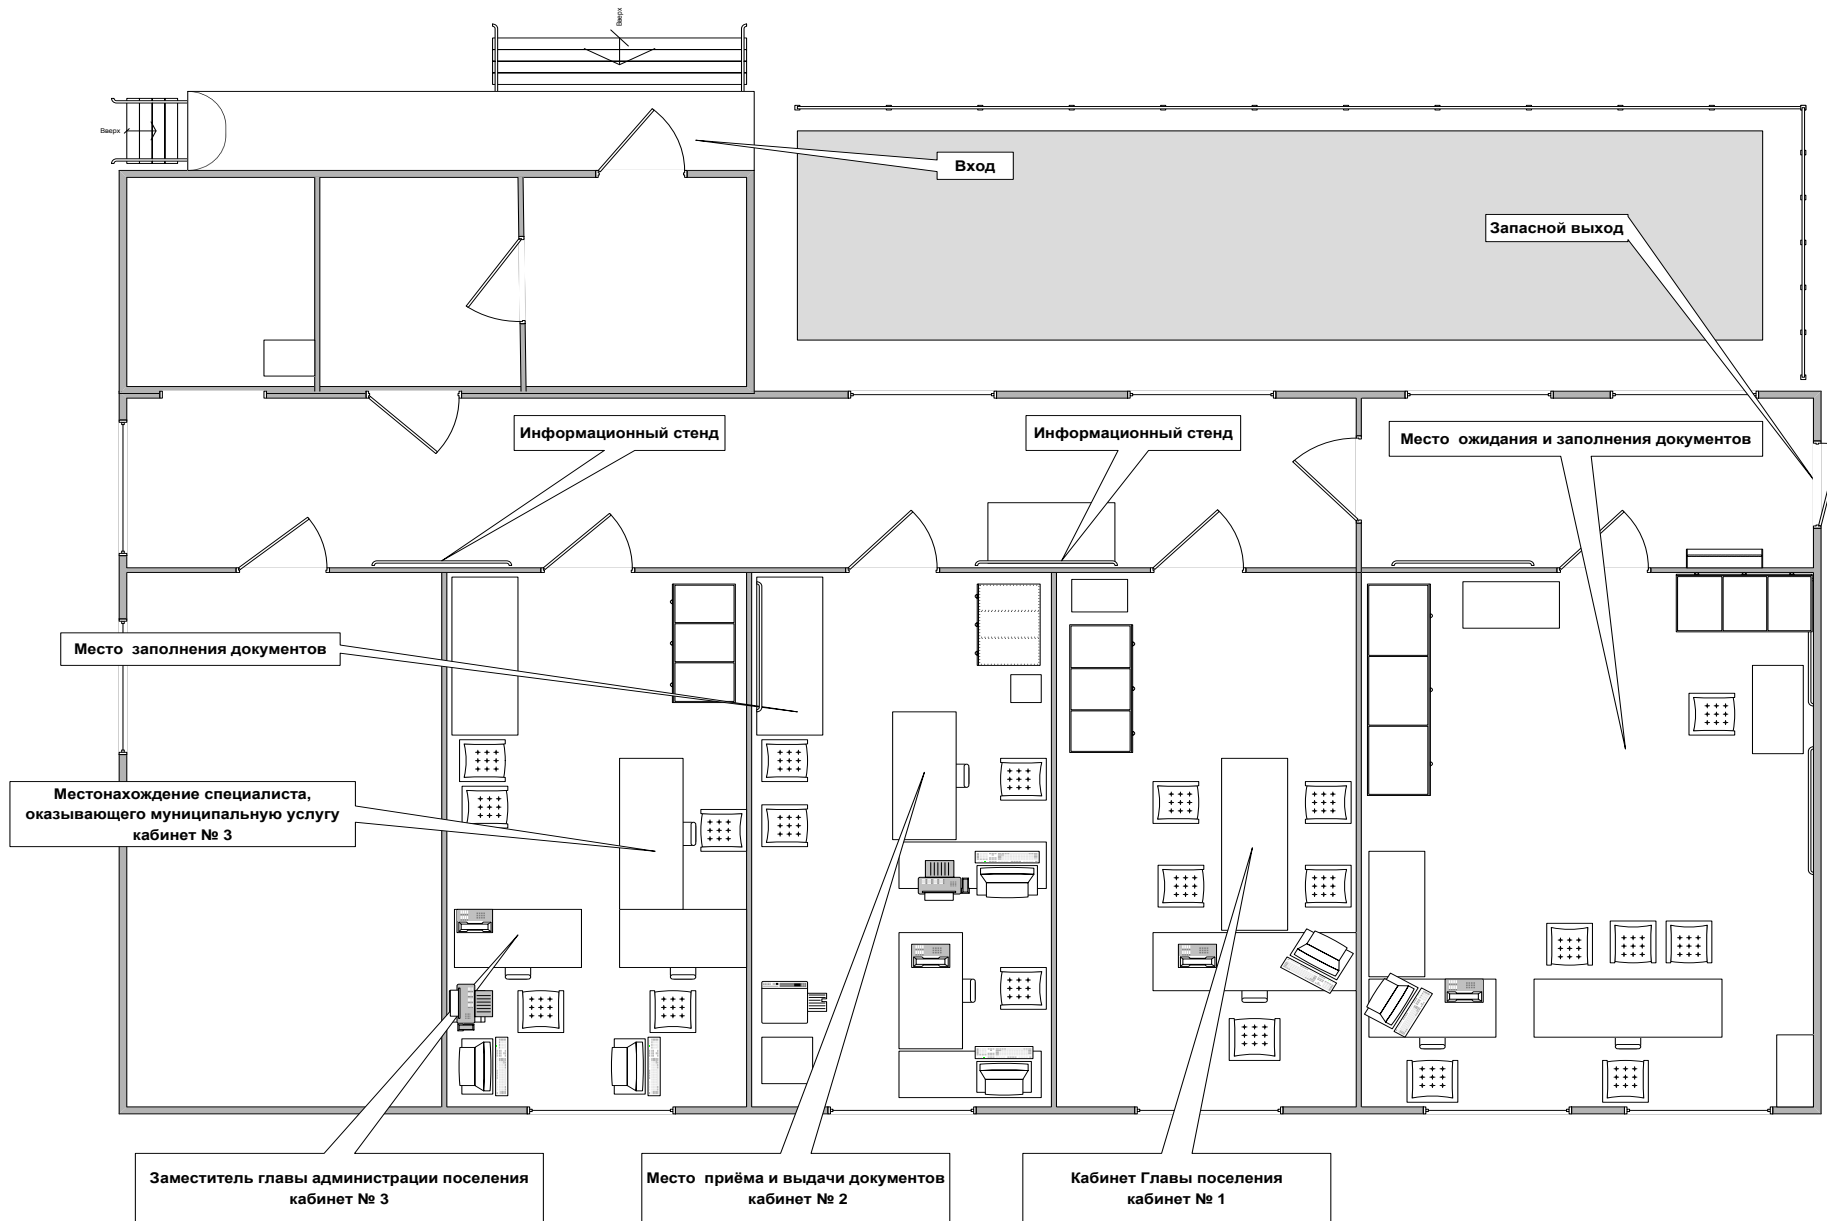 Вверх
Вверх
Вход
Запасной выход
Информационный стенд
Информационный стенд
Место ожидания и заполнения документов
Место заполнения документов
Местонахождение специалиста,
оказывающего муниципальную услугу
кабинет № 3
Заместитель главы администрации поселения
кабинет № 3
Место приёма и выдачи документов
кабинет № 2
Кабинет Главы поселения
кабинет № 1